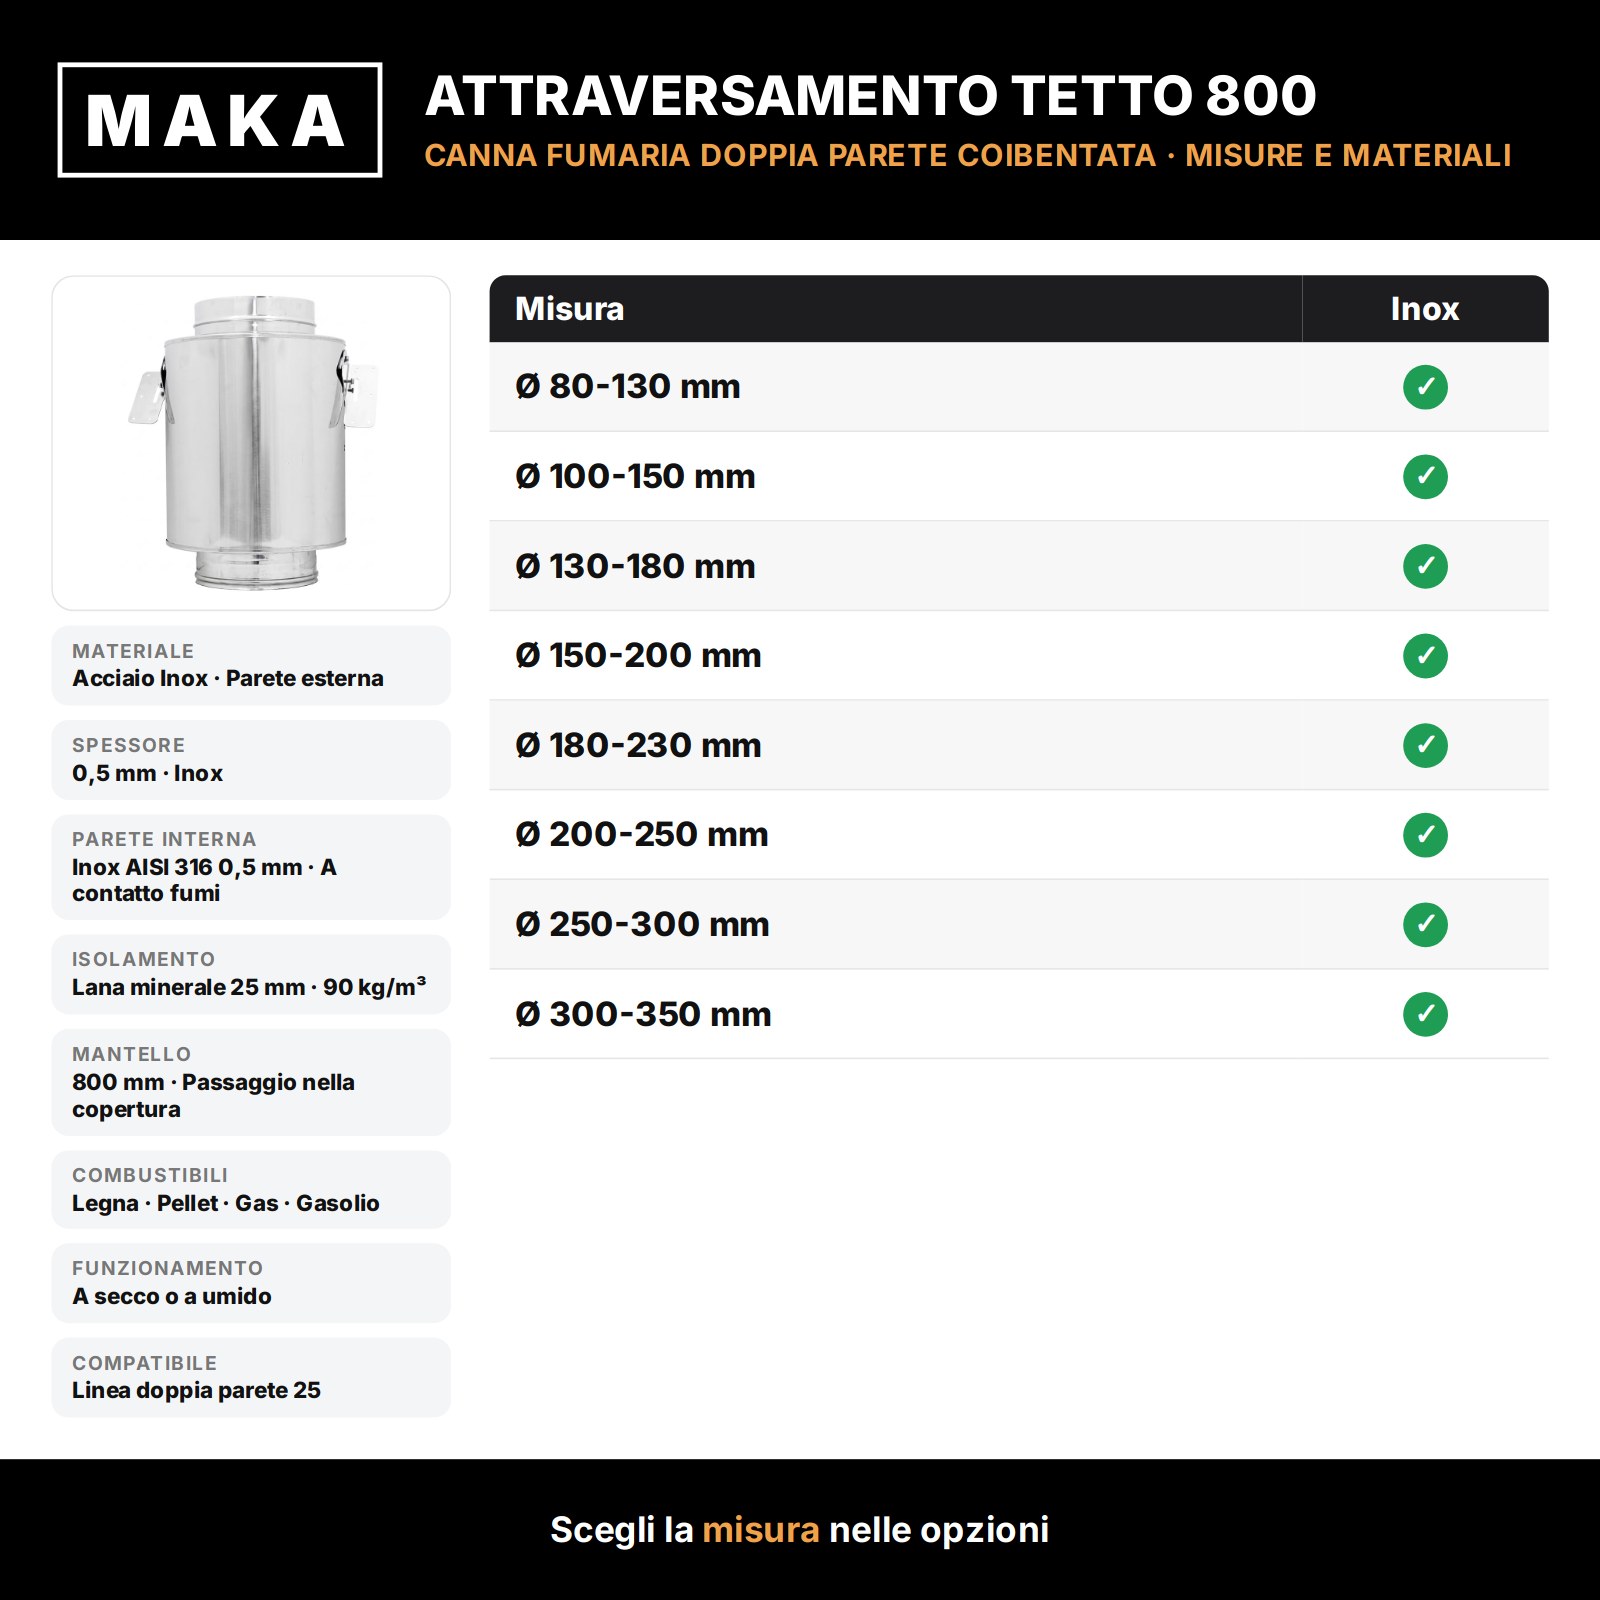 MAKA
ATTRAVERSAMENTO TETTO 800
CANNA FUMARIA DOPPIA PARETE COIBENTATA · MISURE E MATERIALI
MATERIALE
Acciaio Inox · Parete esterna
SPESSORE
0,5 mm · Inox
PARETE INTERNA
Inox AISI 316 0,5 mm · A
contatto fumi
ISOLAMENTO
Lana minerale 25 mm · 90 kg/m³
MANTELLO
800 mm · Passaggio nella
copertura
COMBUSTIBILI
Legna · Pellet · Gas · Gasolio
FUNZIONAMENTO
A secco o a umido
COMPATIBILE
Linea doppia parete 25
Misura Inox
Ø 80-130 mm ✓
Ø 100-150 mm ✓
Ø 130-180 mm ✓
Ø 150-200 mm ✓
Ø 180-230 mm ✓
Ø 200-250 mm ✓
Ø 250-300 mm ✓
Ø 300-350 mm ✓
Scegli la misura nelle opzioni